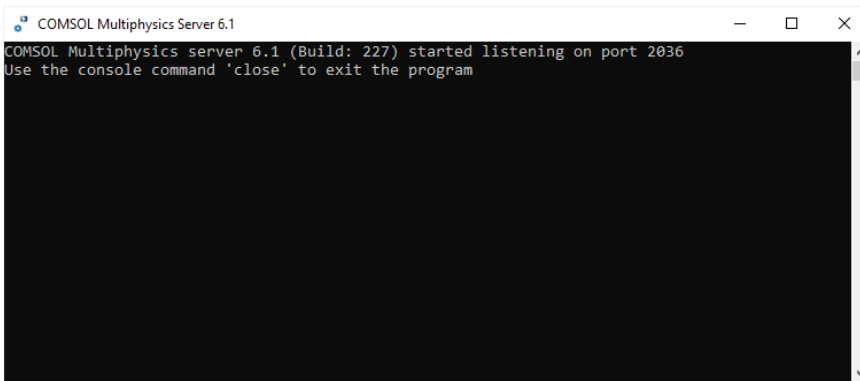 COMSOL Multiphysics Server 6.1
COMSOL Multiphysics server 6.1 (Build: 227) started listening on port 2036
Use the console command 'close' to exit the program